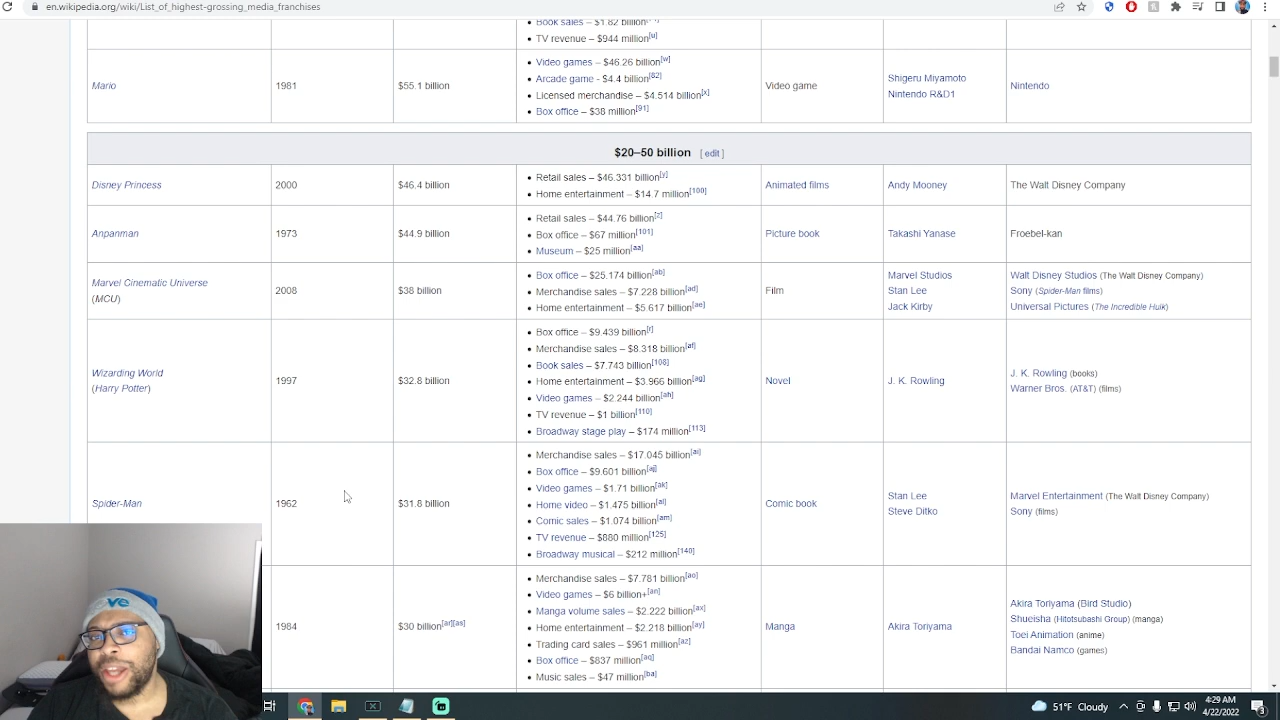 en.wikipedia.org/wiki/List_of_highest-grossing_media_franchises
Book sales – $1.82 billion
TV revenue – $944 million[u]
Mario
1981
$55.1 billion
Video games – $46.26 billion[w]
Arcade game - $4.4 billion[82]
Licensed merchandise – $4.514 billion[x]
Box office – $38 million[91]
Video game
Shigeru Miyamoto
Nintendo R&D1
Nintendo
$20–50 billion [ edit ]
Disney Princess
2000
$46.4 billion
Retail sales – $46.331 billion[y]
Home entertainment – $14.7 million[100]
Animated films
Andy Mooney
The Walt Disney Company
Anpanman
1973
$44.9 billion
Retail sales – $44.76 billion[z]
Box office – $67 million[101]
Museum – $25 million[aa]
Picture book
Takashi Yanase
Froebel-kan
Marvel Cinematic Universe
(MCU)
2008
$38 billion
Box office – $25.174 billion[ab]
Merchandise sales – $7.228 billion[ad]
Home entertainment – $5.617 billion[ae]
Film
Marvel Studios
Stan Lee
Jack Kirby
Walt Disney Studios (The Walt Disney Company)
Sony (Spider-Man films)
Universal Pictures (The Incredible Hulk)
Wizarding World
(Harry Potter)
1997
$32.8 billion
Box office – $9.439 billion[r]
Merchandise sales – $8.318 billion[af]
Book sales – $7.743 billion[108]
Home entertainment – $3.966 billion[ag]
Video games – $2.244 billion[ah]
TV revenue – $1 billion[110]
Broadway stage play – $174 million[113]
Novel
J. K. Rowling
J. K. Rowling (books)
Warner Bros. (AT&T) (films)
Spider-Man
1962
$31.8 billion
Merchandise sales – $17.045 billion[ai]
Box office – $9.601 billion[aj]
Video games – $1.71 billion[ak]
Home video – $1.475 billion[al]
Comic sales – $1.074 billion[am]
TV revenue – $880 million[125]
Broadway musical – $212 million[140]
Comic book
Stan Lee
Steve Ditko
Marvel Entertainment (The Walt Disney Company)
Sony (films)
1984
$30 billion[ar][as]
Merchandise sales – $7.781 billion[ao]
Video games – $6 billion+[an]
Manga volume sales – $2.222 billion[ax]
Home entertainment – $2.218 billion[ay]
Trading card sales – $961 million[az]
Box office – $837 million[aq]
Music sales – $47 million[ba]
Manga
Akira Toriyama
Akira Toriyama (Bird Studio)
Shueisha (Hitotsubashi Group) (manga)
Toei Animation (anime)
Bandai Namco (games)
51°F Cloudy
4:29 AM
4/22/2022